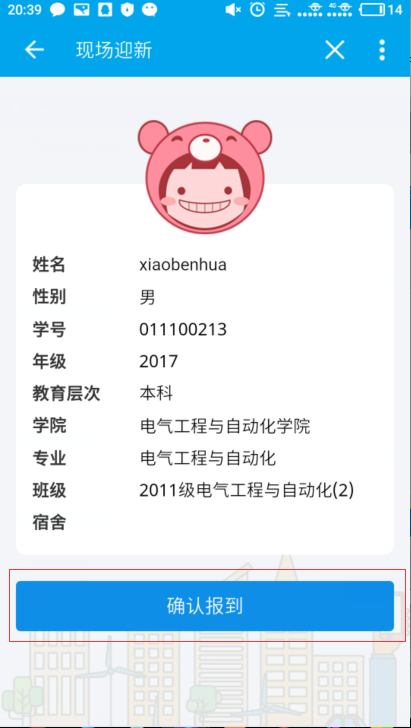 20:39 4G 14
现场迎新
姓名 xiaobenhua
性别 男
学号 011100213
年级 2017
教育层次 本科
学院 电气工程与自动化学院
专业 电气工程与自动化
班级 2011级电气工程与自动化(2)
宿舍
确认报到